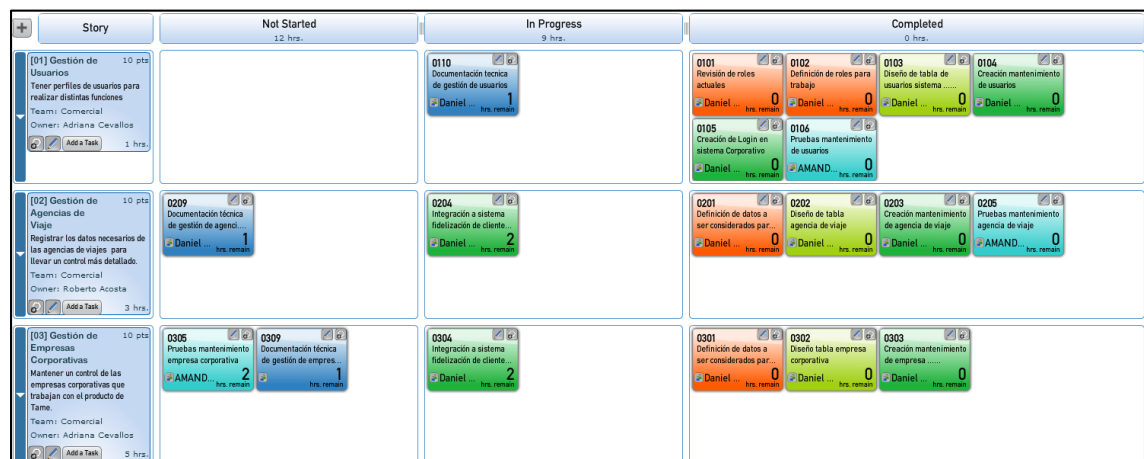 Story
Not Started
12 hrs.
In Progress
9 hrs.
Completed
0 hrs.
[01] Gestión de Usuarios
10 pts
Tener perfiles de usuarios para
realizar distintas funciones
Team: Comercial
Owner: Adriana Cevallos
Add a Task
1 hrs.
0110
Documentación tecnica
de gestión de usuarios
Daniel ... 1
hrs. remain
0101
Revisión de roles
actuales
Daniel ... 0
hrs. remain
0102
Definición de roles para
trabajo
Daniel ... 0
hrs. remain
0103
Diseño de tabla de
usuarios sistema ......
Daniel ... 0
hrs. remain
0104
Creación mantenimiento
de usuarios
Daniel ... 0
hrs. remain
0105
Creación de Login en
sistema Corporativo
Daniel ... 0
hrs. remain
0106
Pruebas mantenimiento
de usuarios
AMAND... 0
hrs. remain
[02] Gestión de
10 pts
Agencias de
Viaje
Registrar los datos necesarios de
las agencias de viajes para
llevar un control más detallado.
Team: Comercial
Owner: Roberto Acosta
Add a Task
3 hrs.
0209
Documentación técnica
de gestión de agenci....
Daniel ... 1
hrs. remain
0204
Integración a sistema
fidelización de cliente...
Daniel ... 2
hrs. remain
0201
Definición de datos a
ser considerados par...
Daniel ... 0
hrs. remain
0202
Diseño de tabla
agencia de viaje
Daniel ... 0
hrs. remain
0203
Creación mantenimiento
de agencia de viaje
Daniel ... 0
hrs. remain
0205
Pruebas mantenimiento
agencia de viaje
AMAND... 0
hrs. remain
[03] Gestión de
10 pts
Empresas
Corporativas
Mantener un control de las
empresas corporativas que
trabajan con el producto de
Tame.
Team: Comercial
Owner: Adriana Cevallos
Add a Task
5 hrs.
0305
Pruebas mantenimiento
empresa corporativa
AMAND... 2
hrs. remain
0309
Documentación técnica
de gestión de empres...
1
hrs. remain
0304
Integración a sistema
fidelización de cliente...
Daniel ... 2
hrs. remain
0301
Definición de datos a
ser considerados par...
Daniel ... 0
hrs. remain
0302
Diseño tabla empresa
corporativa
Daniel ... 0
hrs. remain
0303
Creación mantenimiento
de empresa ......
Daniel ... 0
hrs. remain